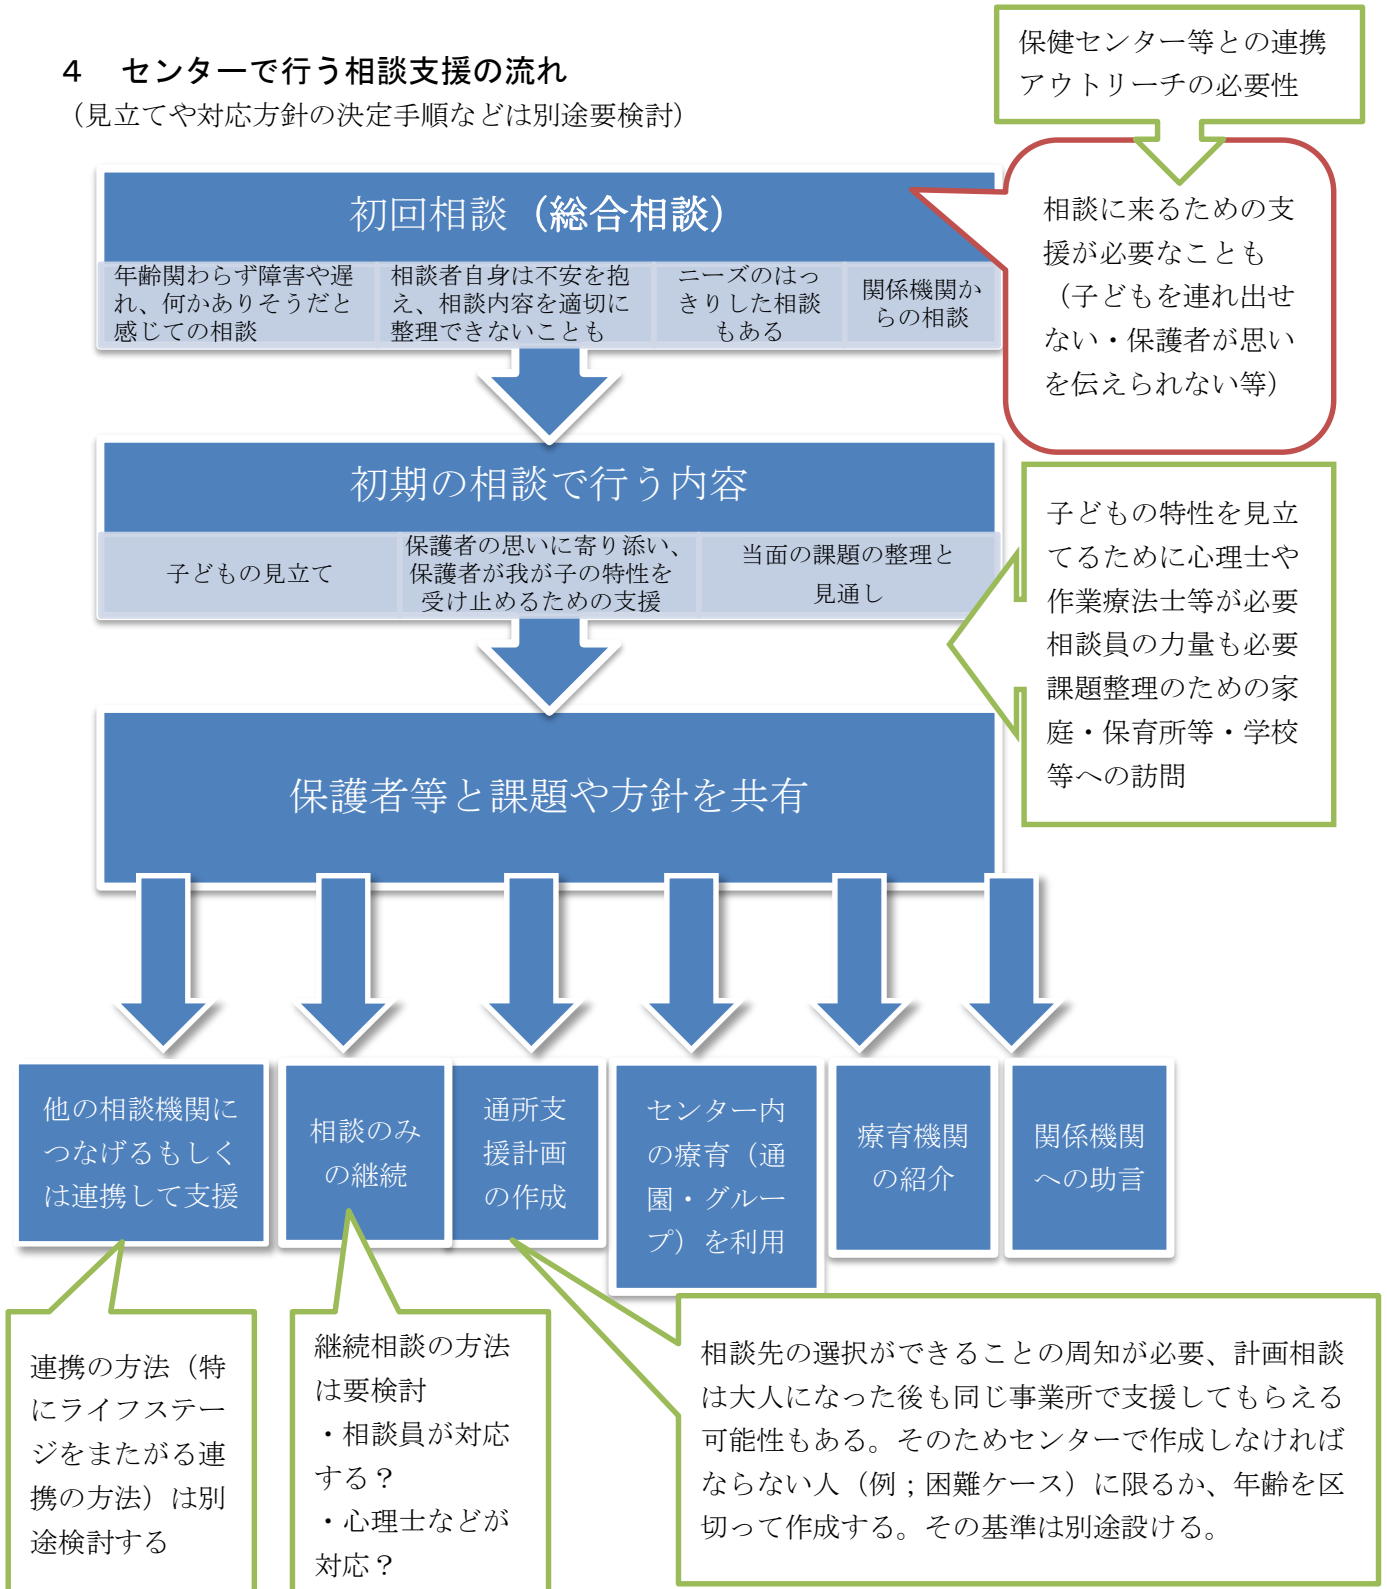 ４　センターで行う相談支援の流れ
（見立てや対応方針の決定手順などは別途要検討）
保健センター等との連携
アウトリーチの必要性
初回相談（総合相談）
年齢関わらず障害や遅
れ、何かありそうだと
感じての相談
相談者自身は不安を抱
え、相談内容を適切に
整理できないことも
ニーズのはっ
きりした相談
もある
関係機関か
らの相談
相談に来るための支
援が必要なことも
（子どもを連れ出せ
ない・保護者が思い
を伝えられない等）
初期の相談で行う内容
子どもの見立て
保護者の思いに寄り添い、
保護者が我が子の特性を
受け止めるための支援
当面の課題の整理と
見通し
子どもの特性を見立
てるために心理士や
作業療法士等が必要
相談員の力量も必要
課題整理のための家
庭・保育所等・学校
等への訪問
保護者等と課題や方針を共有
他の相談機関に
つなげるもしく
は連携して支援
相談のみ
の継続
通所支
援計画
の作成
センター内
の療育（通
園・グルー
プ）を利用
療育機関
の紹介
関係機関
への助言
連携の方法（特
にライフステー
ジをまたがる連
携の方法）は別
途検討する
継続相談の方法
は要検討
・相談員が対応
する？
・心理士などが
対応？
相談先の選択ができることの周知が必要、計画相談
は大人になった後も同じ事業所で支援してもらえる
可能性もある。そのためセンターで作成しなければ
ならない人（例；困難ケース）に限るか、年齢を区
切って作成する。その基準は別途設ける。